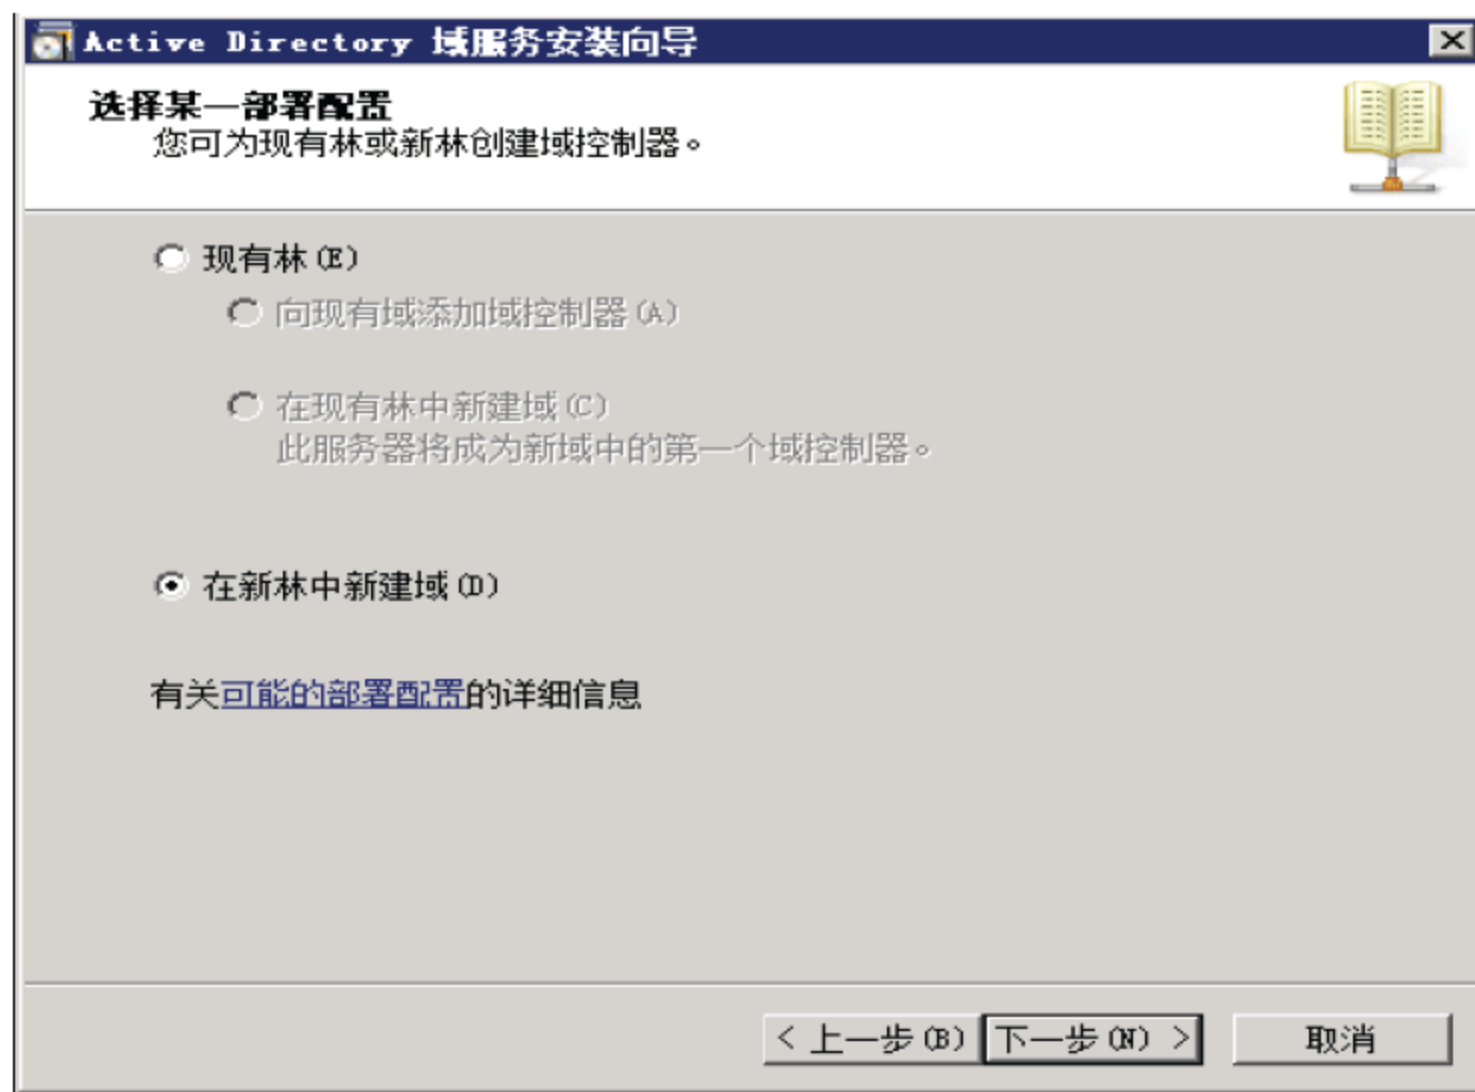 Active Directory 域服务安装向导
选择某一部署配置
您可为现有林或新林创建域控制器。
现有林(E)
向现有域添加域控制器(A)
在现有林中新建域(C)
此服务器将成为新域中的第一个域控制器。
在新林中新建域(D)
有关可能的部署配置的详细信息
< 上一步(B) 下一步(N) > 取消